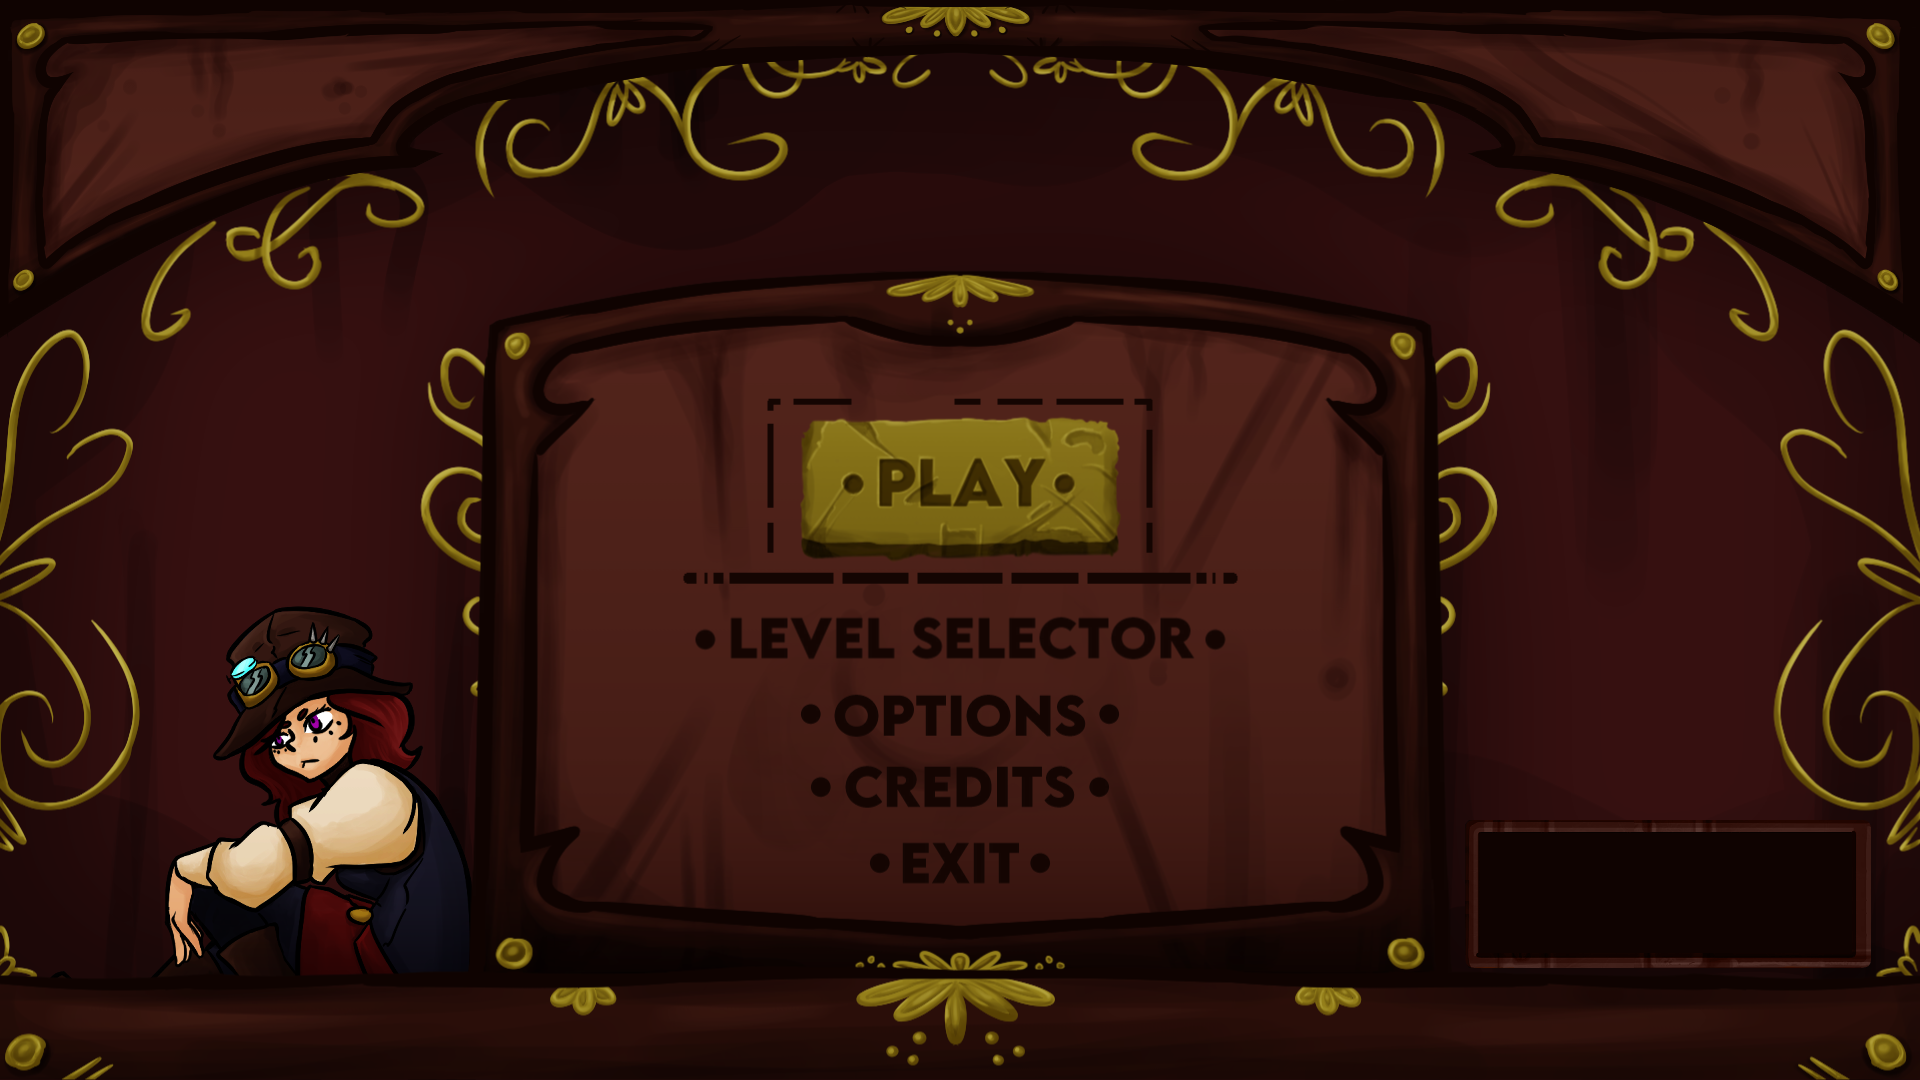 • PLAY •
• LEVEL SELECTOR •
• OPTIONS •
• CREDITS •
• EXIT •